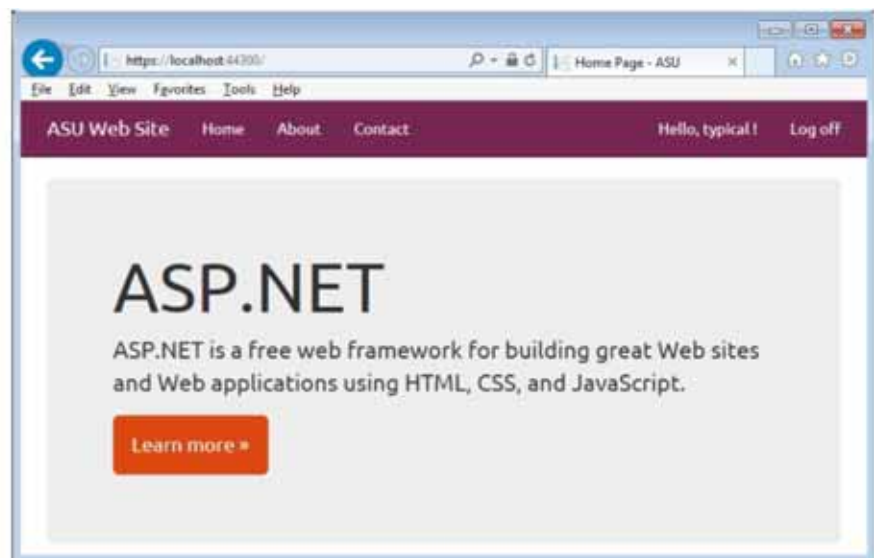 https://localhost:44300/
Home Page - ASU
File Edit View Favorites Tools Help
ASU Web Site Home About Contact Hello, typical ! Log off
ASP.NET
ASP.NET is a free web framework for building great Web sites
and Web applications using HTML, CSS, and JavaScript.
Learn more »